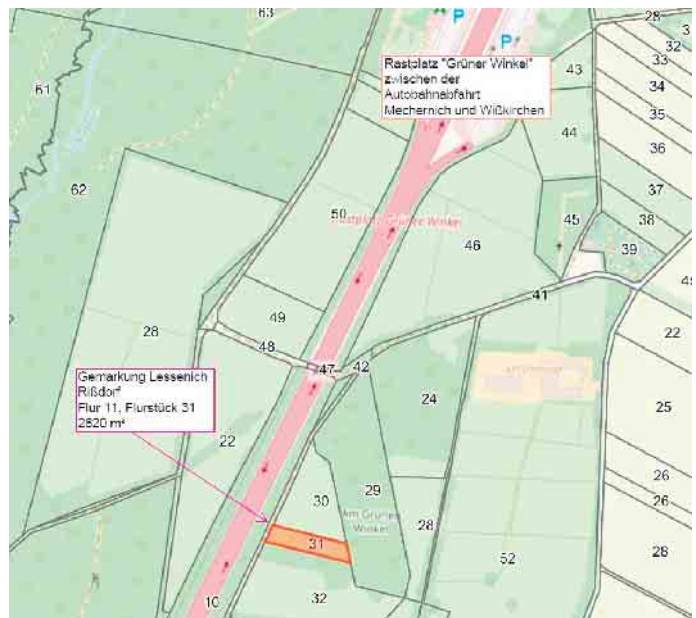 63
28
P
P
32
3
33
Rastplatz "Grüner Winkel"
zwischen der
Autobahnabfahrt
Mechernich und Wißkirchen
43
34
61
35
44
36
62
37
50
45
38
Rastplatz Grüner Winkel
46
39
41
49
22
28
48
47
42
Gemarkung Lessenich
Rißdorf
Flur 11, Flurstück 31
2820 m²
24
25
22
30
29
26
Am Grünen
Winkel
28
26
31
52
28
32
10